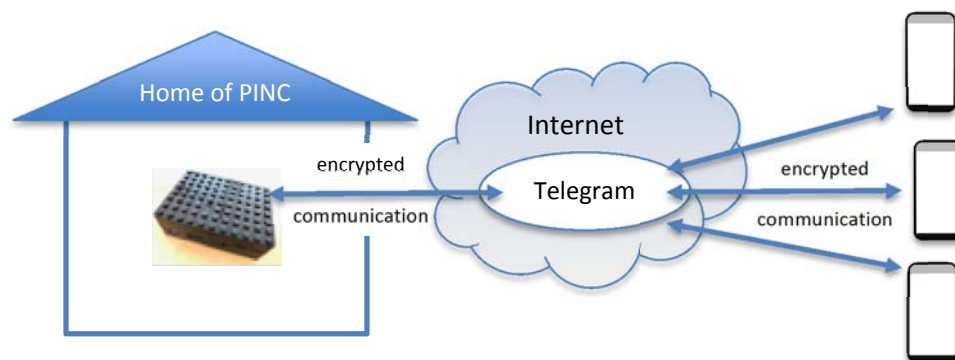 Home of PINC
encrypted
communication
Internet
Telegram
encrypted
communication